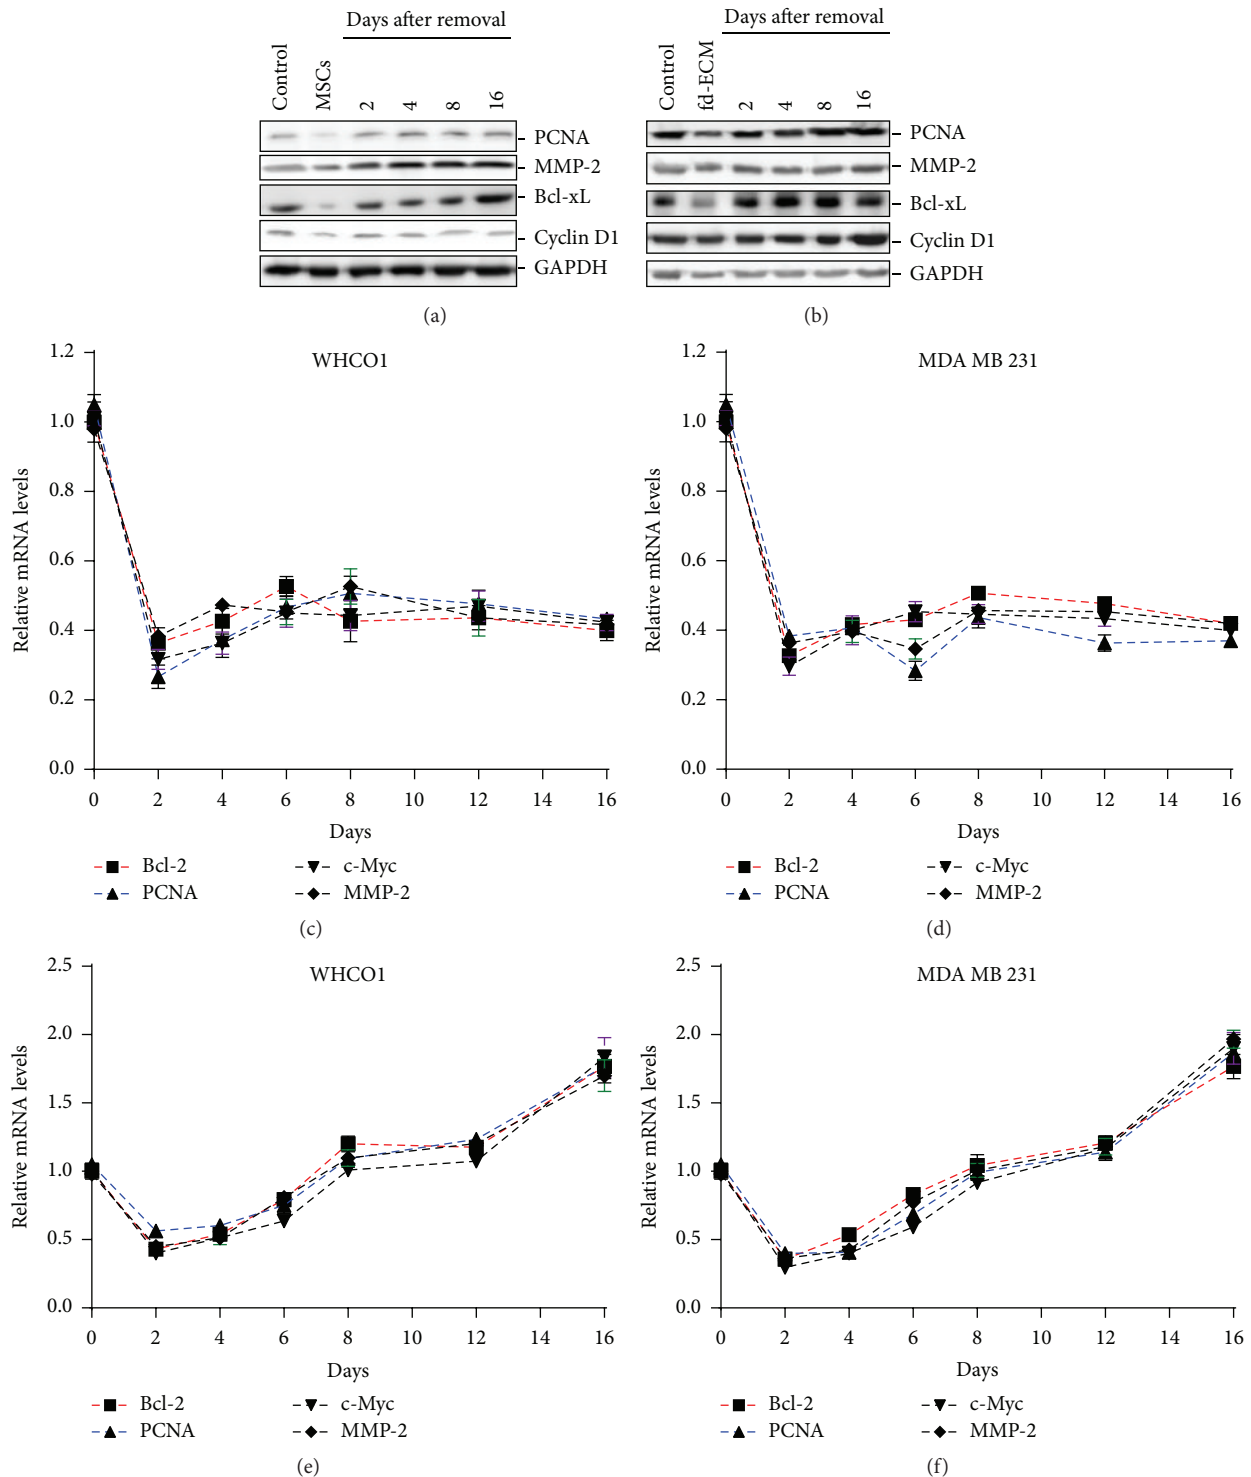 Days after removal
Control
MSCs
2
4
8
16
PCNA
MMP-2
Bcl-xL
Cyclin D1
GAPDH
(a)
Days after removal
Control
fd-ECM
2
4
8
16
PCNA
MMP-2
Bcl-xL
Cyclin D1
GAPDH
(b)
WHCO1
Relative mRNA levels
1.2
1.0
0.8
0.6
0.4
0.2
0.0
0 2 4 6 8 12 16
Days
Bcl-2
PCNA
c-Myc
MMP-2
(c)
MDA MB 231
Relative mRNA levels
1.2
1.0
0.8
0.6
0.4
0.2
0.0
0 2 4 6 8 12 16
Days
Bcl-2
PCNA
c-Myc
MMP-2
(d)
WHCO1
Relative mRNA levels
2.5
2.0
1.5
1.0
0.5
0.0
0 2 4 6 8 12 16
Days
Bcl-2
PCNA
c-Myc
MMP-2
(e)
MDA MB 231
Relative mRNA levels
2.5
2.0
1.5
1.0
0.5
0.0
0 2 4 6 8 10 12 14 16
Days
Bcl-2
PCNA
c-Myc
MMP-2
(f)